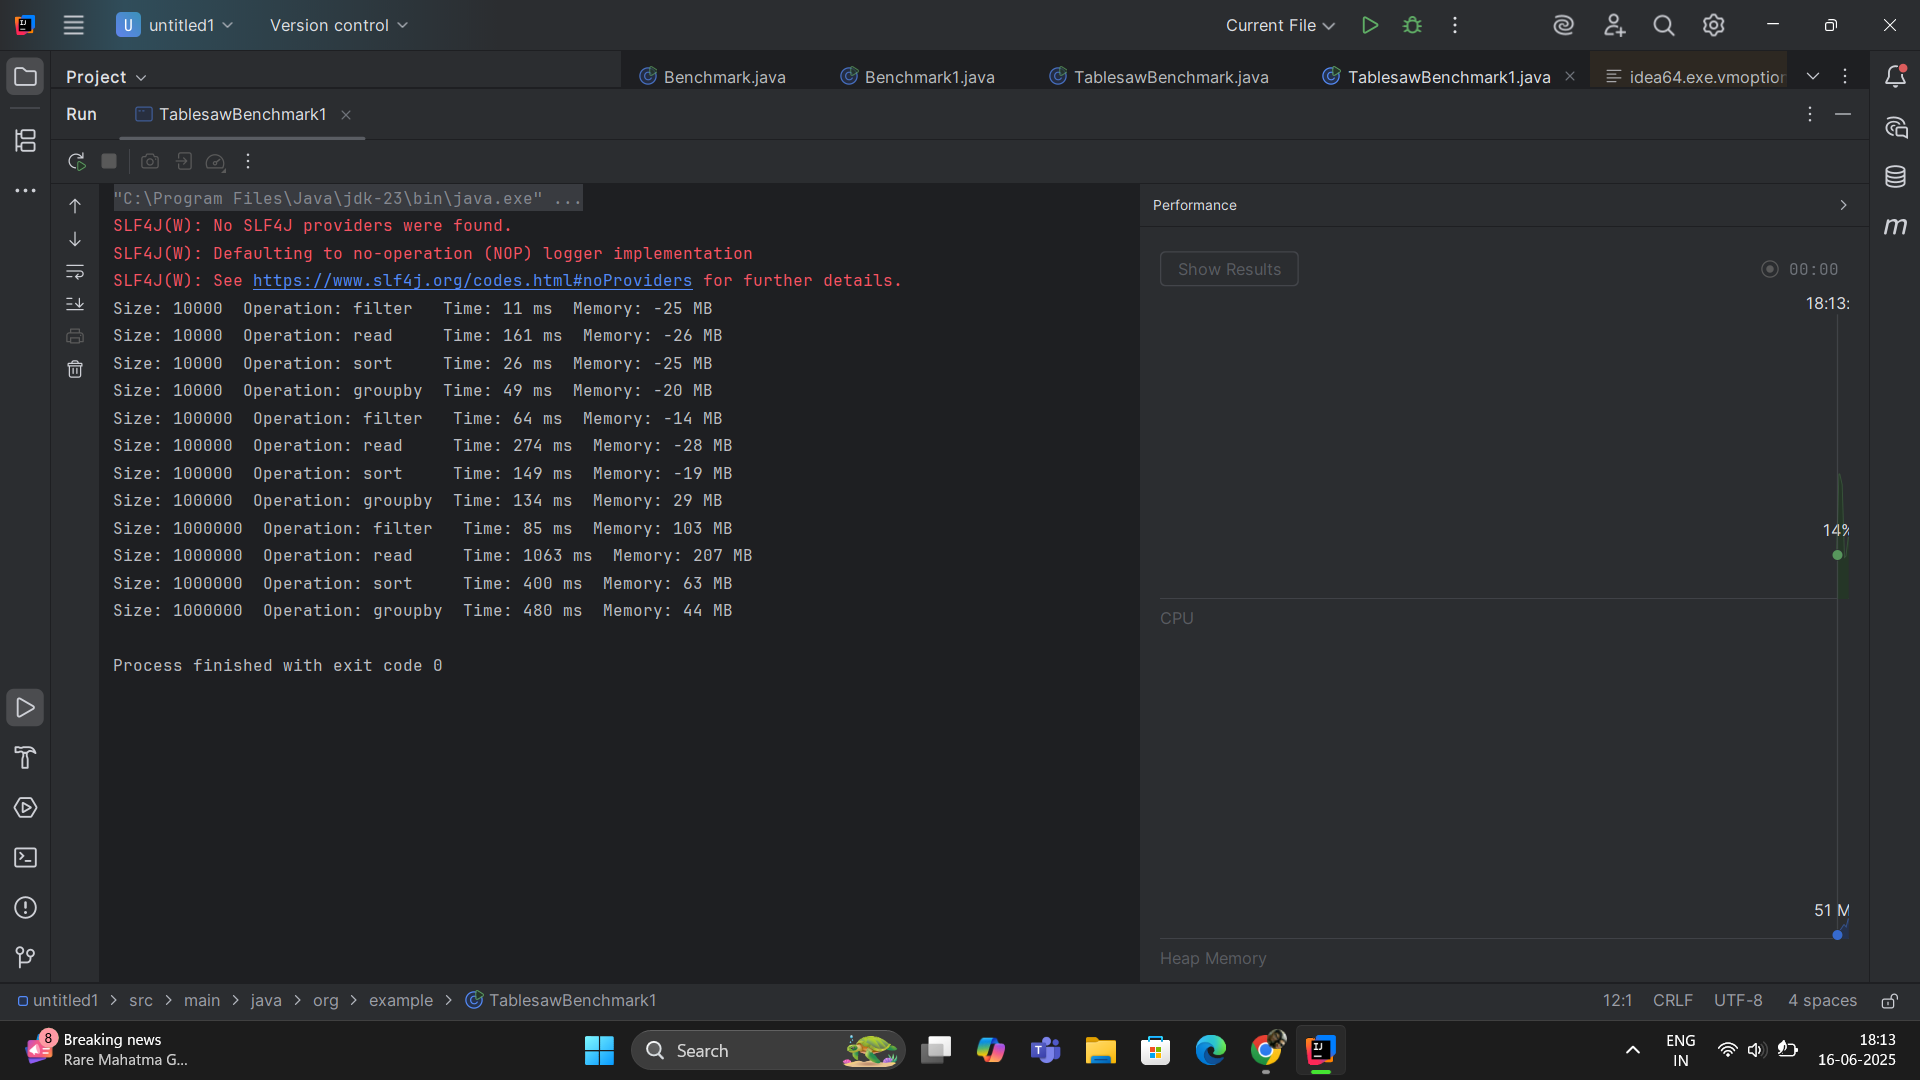 U untitled1 Version control Current File
Project Benchmark.java Benchmark1.java TablesawBenchmark.java TablesawBenchmark1.java idea64.exe.vmoption
Run TablesawBenchmark1
"C:\Program Files\Java\jdk-23\bin\java.exe" ...
SLF4J(W): No SLF4J providers were found.
SLF4J(W): Defaulting to no-operation (NOP) logger implementation
SLF4J(W): See https://www.slf4j.org/codes.html#noProviders for further details.
Size: 10000  Operation: filter   Time: 11 ms  Memory: -25 MB
Size: 10000  Operation: read     Time: 161 ms  Memory: -26 MB
Size: 10000  Operation: sort     Time: 26 ms  Memory: -25 MB
Size: 10000  Operation: groupby  Time: 49 ms  Memory: -20 MB
Size: 100000  Operation: filter   Time: 64 ms  Memory: -14 MB
Size: 100000  Operation: read     Time: 274 ms  Memory: -28 MB
Size: 100000  Operation: sort     Time: 149 ms  Memory: -19 MB
Size: 100000  Operation: groupby  Time: 134 ms  Memory: 29 MB
Size: 1000000  Operation: filter   Time: 85 ms  Memory: 103 MB
Size: 1000000  Operation: read     Time: 1063 ms  Memory: 207 MB
Size: 1000000  Operation: sort     Time: 400 ms  Memory: 63 MB
Size: 1000000  Operation: groupby  Time: 480 ms  Memory: 44 MB
Process finished with exit code 0
Performance
Show Results 00:00
18:13:
14%
CPU
51 M
Heap Memory
m
untitled1 > src > main > java > org > example > TablesawBenchmark1 12:1 CRLF UTF-8 4 spaces
8 Breaking news
Rare Mahatma G...
Search
ENG
IN
18:13
16-06-2025